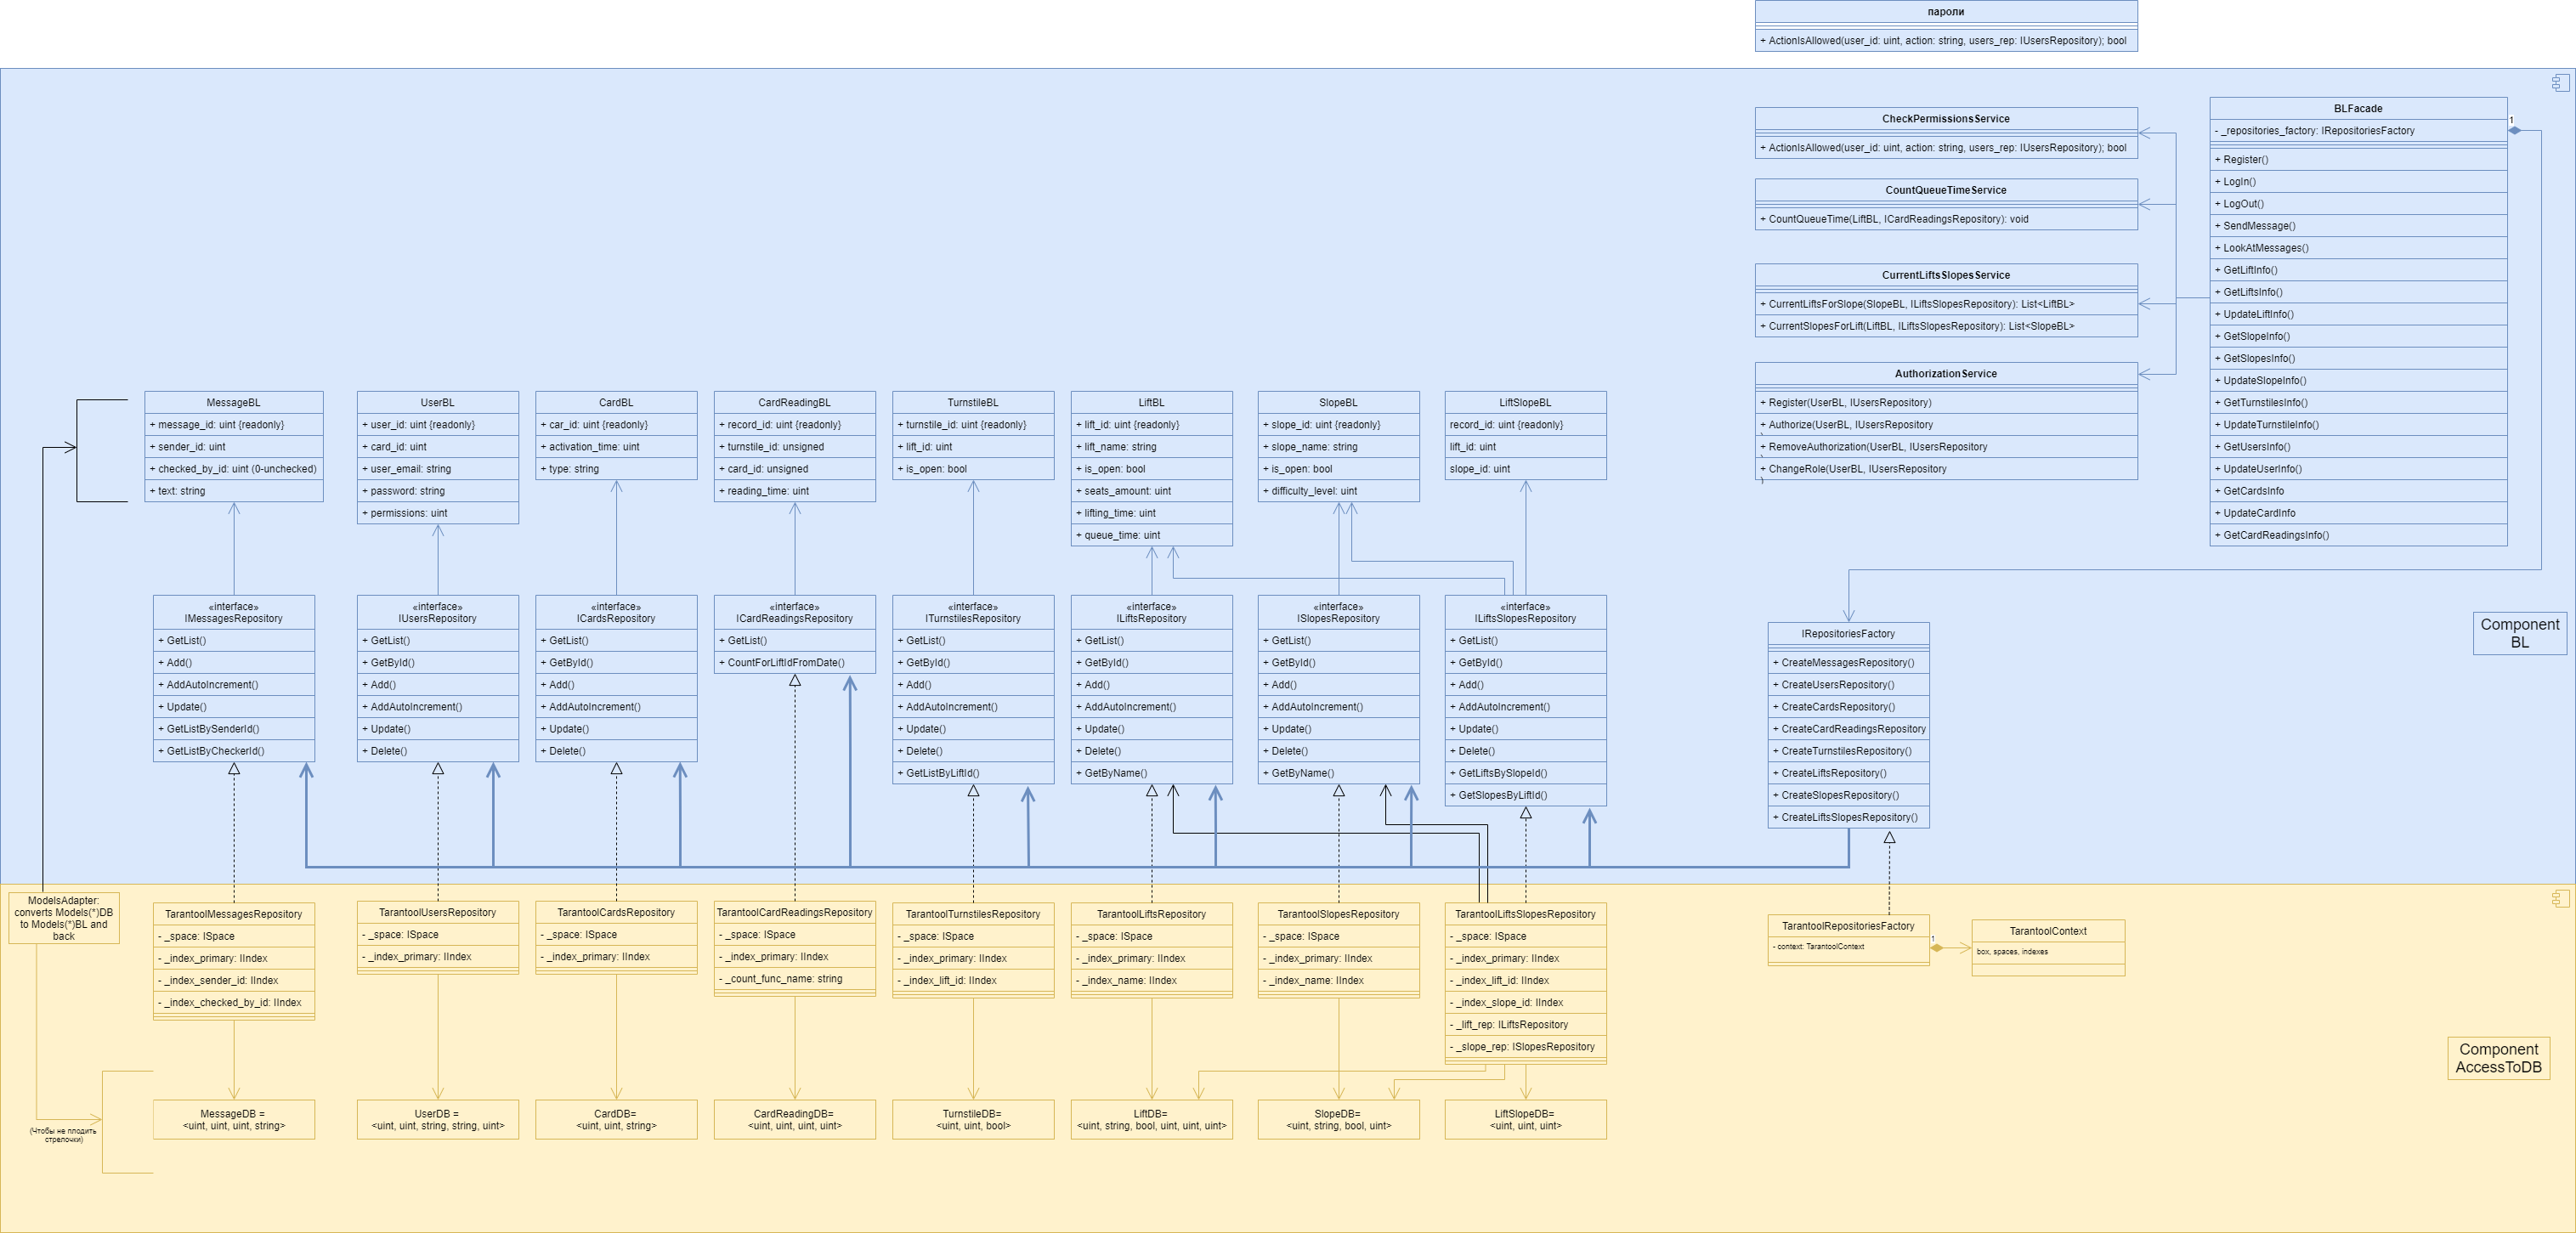 пароли
+ ActionIsAllowed(user_id: uint, action: string, users_rep: IUsersRepository); bool
CheckPermissionsService
+ ActionIsAllowed(user_id: uint, action: string, users_rep: IUsersRepository); bool
CountQueueTimeService
+ CountQueueTime(LiftBL, ICardReadingsRepository): void
CurrentLiftsSlopesService
+ CurrentLiftsForSlope(SlopeBL, ILiftsSlopesRepository): List<LiftBL>
+ CurrentSlopesForLift(LiftBL, ILiftsSlopesRepository): List<SlopeBL>
AuthorizationService
+ Register(UserBL, IUsersRepository)
+ Authorize(UserBL, IUsersRepository
)
+ RemoveAuthorization(UserBL, IUsersRepository
)
+ ChangeRole(UserBL, IUsersRepository
)
BLFacade
- _repositories_factory: IRepositoriesFactory
+ Register()
+ LogIn()
+ LogOut()
+ SendMessage()
+ LookAtMessages()
+ GetLiftInfo()
+ GetLiftsInfo()
+ UpdateLiftInfo()
+ GetSlopeInfo()
+ GetSlopesInfo()
+ UpdateSlopeInfo()
+ GetTurnstilesInfo()
+ UpdateTurnstileInfo()
+ GetUsersInfo()
+ UpdateUserInfo()
+ GetCardsInfo
+ UpdateCardInfo
+ GetCardReadingsInfo()
1
MessageBL
+ message_id: uint {readonly}
+ sender_id: uint
+ checked_by_id: uint (0-unchecked)
+ text: string
UserBL
+ user_id: uint {readonly}
+ card_id: uint
+ user_email: string
+ password: string
+ permissions: uint
CardBL
+ car_id: uint {readonly}
+ activation_time: uint
+ type: string
CardReadingBL
+ record_id: uint {readonly}
+ turnstile_id: unsigned
+ card_id: unsigned
+ reading_time: uint
TurnstileBL
+ turnstile_id: uint {readonly}
+ lift_id: uint
+ is_open: bool
LiftBL
+ lift_id: uint {readonly}
+ lift_name: string
+ is_open: bool
+ seats_amount: uint
+ lifting_time: uint
+ queue_time: uint
SlopeBL
+ slope_id: uint {readonly}
+ slope_name: string
+ is_open: bool
+ difficulty_level: uint
LiftSlopeBL
record_id: uint {readonly}
lift_id: uint
slope_id: uint
«interface»
IMessagesRepository
+ GetList()
+ Add()
+ AddAutoIncrement()
+ Update()
+ GetListBySenderId()
+ GetListByCheckerId()
«interface»
IUsersRepository
+ GetList()
+ GetById()
+ Add()
+ AddAutoIncrement()
+ Update()
+ Delete()
«interface»
ICardsRepository
+ GetList()
+ GetById()
+ Add()
+ AddAutoIncrement()
+ Update()
+ Delete()
«interface»
ICardReadingsRepository
+ GetList()
+ CountForLiftIdFromDate()
«interface»
ITurnstilesRepository
+ GetList()
+ GetById()
+ Add()
+ AddAutoIncrement()
+ Update()
+ Delete()
+ GetListByLiftId()
«interface»
ILiftsRepository
+ GetList()
+ GetById()
+ Add()
+ AddAutoIncrement()
+ Update()
+ Delete()
+ GetByName()
«interface»
ISlopesRepository
+ GetList()
+ GetById()
+ Add()
+ AddAutoIncrement()
+ Update()
+ Delete()
+ GetByName()
«interface»
ILiftsSlopesRepository
+ GetList()
+ GetById()
+ Add()
+ AddAutoIncrement()
+ Update()
+ Delete()
+ GetLiftsBySlopeId()
+ GetSlopesByLiftId()
IRepositoriesFactory
+ CreateMessagesRepository()
+ CreateUsersRepository()
+ CreateCardsRepository()
+ CreateCardReadingsRepository
+ CreateTurnstilesRepository()
+ CreateLiftsRepository()
+ CreateSlopesRepository()
+ CreateLiftsSlopesRepository()
Component
BL
ModelsAdapter:
converts Models(*)DB
to Models(*)BL and
back
TarantoolMessagesRepository
- _space: ISpace
- _index_primary: IIndex
- _index_sender_id: IIndex
- _index_checked_by_id: IIndex
TarantoolUsersRepository
- _space: ISpace
- _index_primary: IIndex
TarantoolCardsRepository
- _space: ISpace
- _index_primary: IIndex
TarantoolCardReadingsRepository
- _space: ISpace
- _index_primary: IIndex
- _count_func_name: string
TarantoolTurnstilesRepository
- _space: ISpace
- _index_primary: IIndex
- _index_lift_id: IIndex
TarantoolLiftsRepository
- _space: ISpace
- _index_primary: IIndex
- _index_name: IIndex
TarantoolSlopesRepository
- _space: ISpace
- _index_primary: IIndex
- _index_name: IIndex
TarantoolLiftsSlopesRepository
- _space: ISpace
- _index_primary: IIndex
- _index_lift_id: IIndex
- _index_slope_id: IIndex
- _lift_rep: ILiftsRepository
- _slope_rep: ISlopesRepository
TarantoolRepositoriesFactory
- context: TarantoolContext
1
TarantoolContext
box, spaces, indexes
Component
AccessToDB
(Чтобы не плодить
стрелочки)
MessageDB =
<uint, uint, uint, string>
UserDB =
<uint, uint, string, string, uint>
CardDB=
<uint, uint, string>
CardReadingDB=
<uint, uint, uint, uint>
TurnstileDB=
<uint, uint, bool>
LiftDB=
<uint, string, bool, uint, uint, uint>
SlopeDB=
<uint, string, bool, uint>
LiftSlopeDB=
<uint, uint, uint>